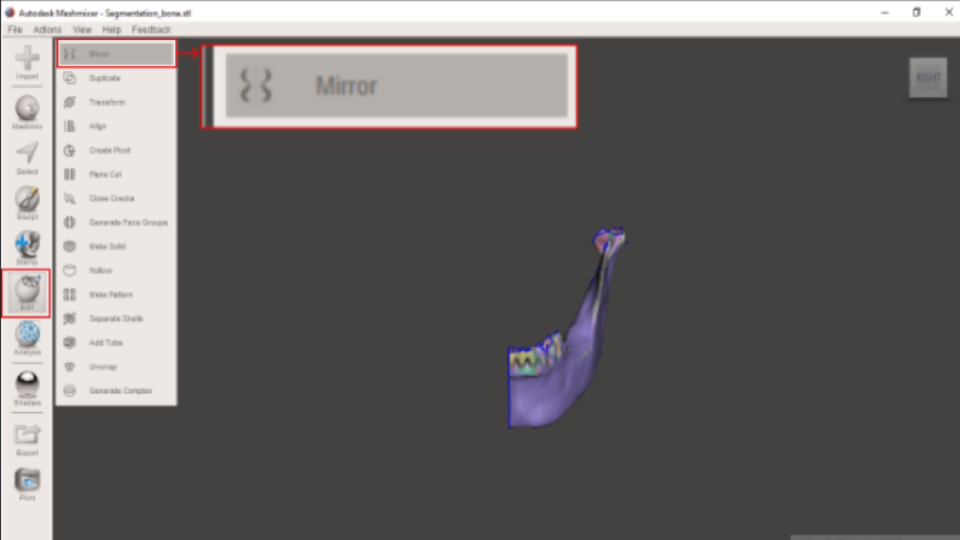 Autodesk Meshmixer - Segmentation_bone.stl
File Actions View Help Feedback
Import
Meshmix
Select
Sculpt
Stamp
Edit
Analysis
Shaders
Export
Print
Mirror
Duplicate
Transform
Align
Create Pivot
Plane Cut
Close Cracks
Generate Face Groups
Make Solid
Hollow
Make Pattern
Separate Shells
Add Tube
Unwrap
Generate Complex
Mirror
RIGHT